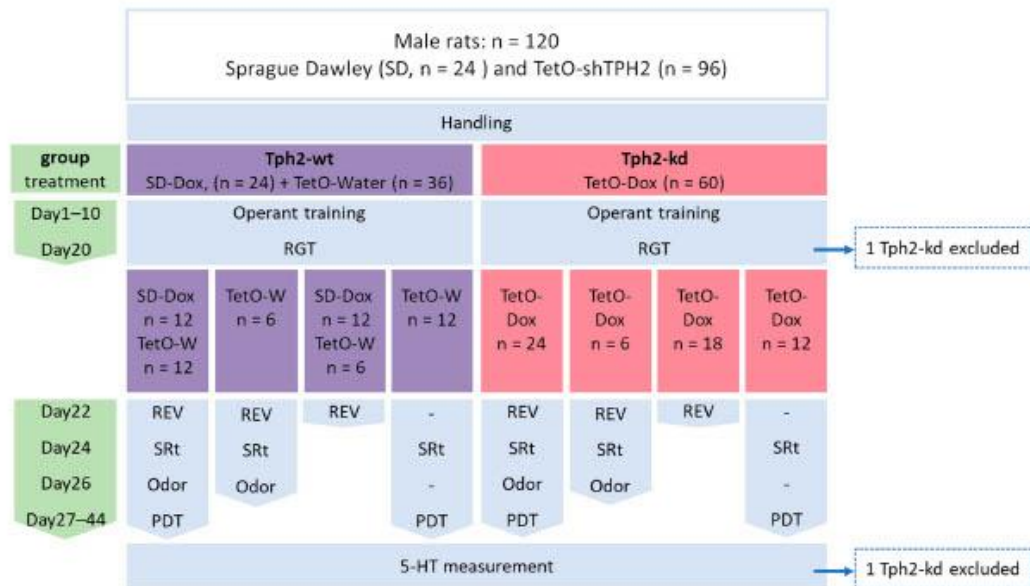 Male rats: n = 120
Sprague Dawley (SD, n = 24 ) and TetO-shTPH2 (n = 96)
Handling
group
treatment
Tph2-wt
SD-Dox, (n = 24) + TetO-Water (n = 36)
Tph2-kd
TetO-Dox (n = 60)
Day1–10
Operant training
Operant training
Day20
RGT
RGT
1 Tph2-kd excluded
SD-Dox
n = 12
TetO-W
n = 12
TetO-W
n = 6
SD-Dox
n = 12
TetO-W
n = 6
TetO-W
n = 12
TetO-
Dox
n = 24
TetO-
Dox
n = 6
TetO-
Dox
n = 18
TetO-
Dox
n = 12
Day22
REV
REV
REV
-
REV
REV
REV
-
Day24
SRt
SRt
SRt
SRt
SRt
SRt
Day26
Odor
Odor
-
Odor
Odor
-
Day27–44
PDT
PDT
PDT
PDT
5-HT measurement
1 Tph2-kd excluded